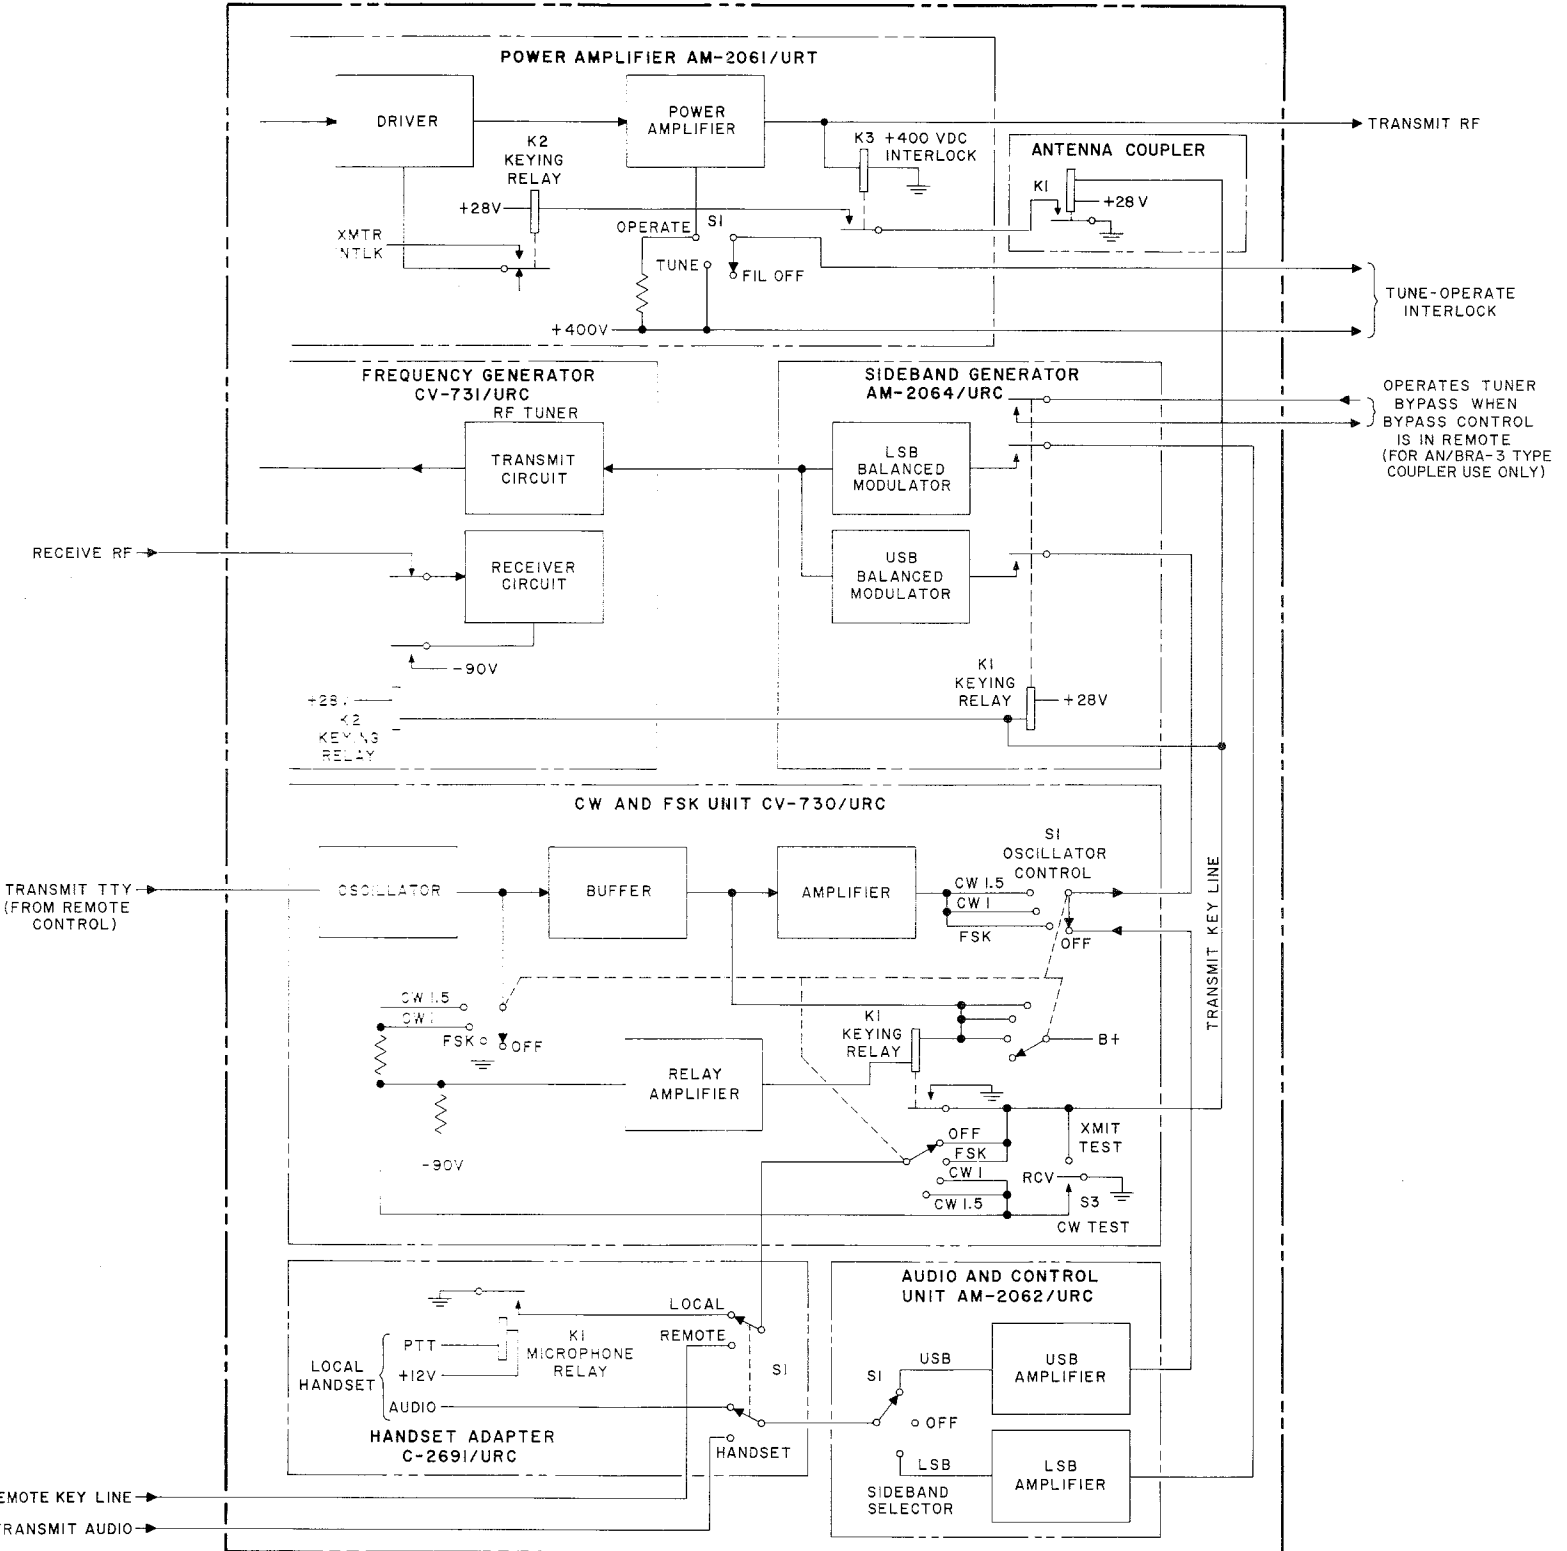 POWER AMPLIFIER AM-2061/URT
DRIVER
POWER
AMPLIFIER
TRANSMIT RF
K2
KEYING
RELAY
K3 +400 VDC
INTERLOCK
ANTENNA COUPLER
K1
+28V
+28V
OPERATE
S1
XMTR
NTLK
TUNE
FIL OFF
+400V
TUNE-OPERATE
INTERLOCK
FREQUENCY GENERATOR
CV-731/URC
RF TUNER
TRANSMIT
CIRCUIT
SIDEBAND GENERATOR
AM-2064/URC
LSB
BALANCED
MODULATOR
OPERATES TUNER
BYPASS WHEN
BYPASS CONTROL
IS IN REMOTE
(FOR AN/BRA-3 TYPE
COUPLER USE ONLY)
RECEIVE RF
RECEIVER
CIRCUIT
USB
BALANCED
MODULATOR
-90V
+28V
K2
KEYING
RELAY
K1
KEYING
RELAY
+28V
CW AND FSK UNIT CV-730/URC
TRANSMIT TTY
(FROM REMOTE
CONTROL)
OSCILLATOR
BUFFER
AMPLIFIER
S1
OSCILLATOR
CONTROL
CW 1.5
CW 1
FSK
OFF
TRANSMIT KEY LINE
CW 1.5
CW 1
FSK
OFF
K1
KEYING
RELAY
B+
RELAY
AMPLIFIER
-90V
OFF
FSK
CW 1
CW 1.5
XMIT
TEST
RCV
S3
CW TEST
LOCAL
REMOTE
PTT
+12V
LOCAL
HANDSET
K1
MICROPHONE
RELAY
S1
AUDIO
HANDSET
HANDSET ADAPTER
C-2691/URC
AUDIO AND CONTROL
UNIT AM-2062/URC
USB
USB
AMPLIFIER
S1
OFF
LSB
LSB
AMPLIFIER
SIDEBAND
SELECTOR
EMOTE KEY LINE
TRANSMIT AUDIO